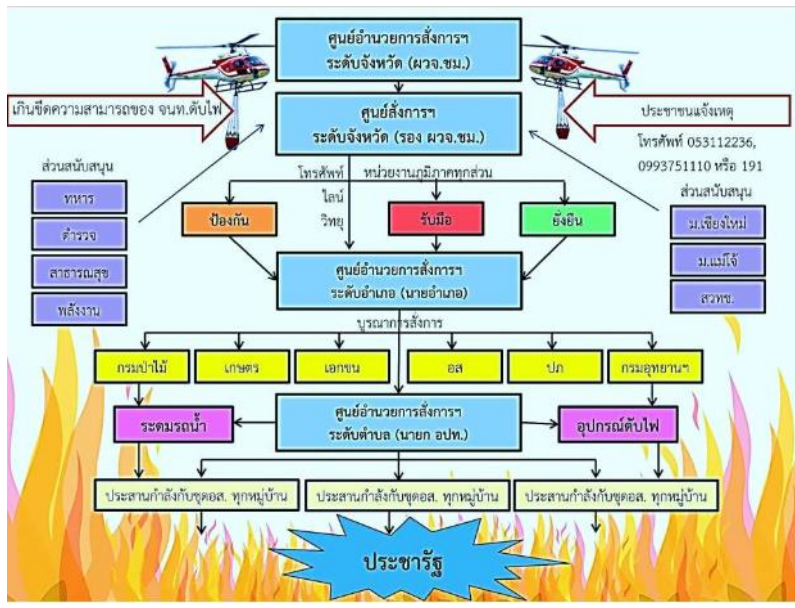 ศูนย์อำนวยการสั่งการฯ
ระดับจังหวัด (ผวจ.ชม.)
เกินขีดความสามารถของ จนท.ดับไฟ
ศูนย์สั่งการฯ
ระดับจังหวัด (รอง ผวจ.ชม.)
ประชาชนแจ้งเหตุ
โทรศัพท์ 053112236,
0993751110 หรือ 191
ส่วนสนับสนุน
ทหาร
ตำรวจ
สาธารณสุข
พลังงาน
โทรศัพท์
ไลน์
วิทยุ
หน่วยงานภูมิภาคทุกส่วน
ป้องกัน
รับมือ
ยั่งยืน
ส่วนสนับสนุน
ม.เชียงใหม่
ม.แม่โจ้
สวทช.
ศูนย์อำนวยการสั่งการฯ
ระดับอำเภอ (นายอำเภอ)
บูรณาการสั่งการ
กรมป่าไม้
เกษตร
เอกชน
อส
ปภ
กรมอุทยานฯ
ระดมรถน้ำ
ศูนย์อำนวยการสั่งการฯ
ระดับตำบล (นายก อปท.)
อุปกรณ์ดับไฟ
ประสานกำลังกับชุดอส. ทุกหมู่บ้าน
ประสานกำลังกับชุดอส. ทุกหมู่บ้าน
ประสานกำลังกับชุดอส. ทุกหมู่บ้าน
ประชารัฐ